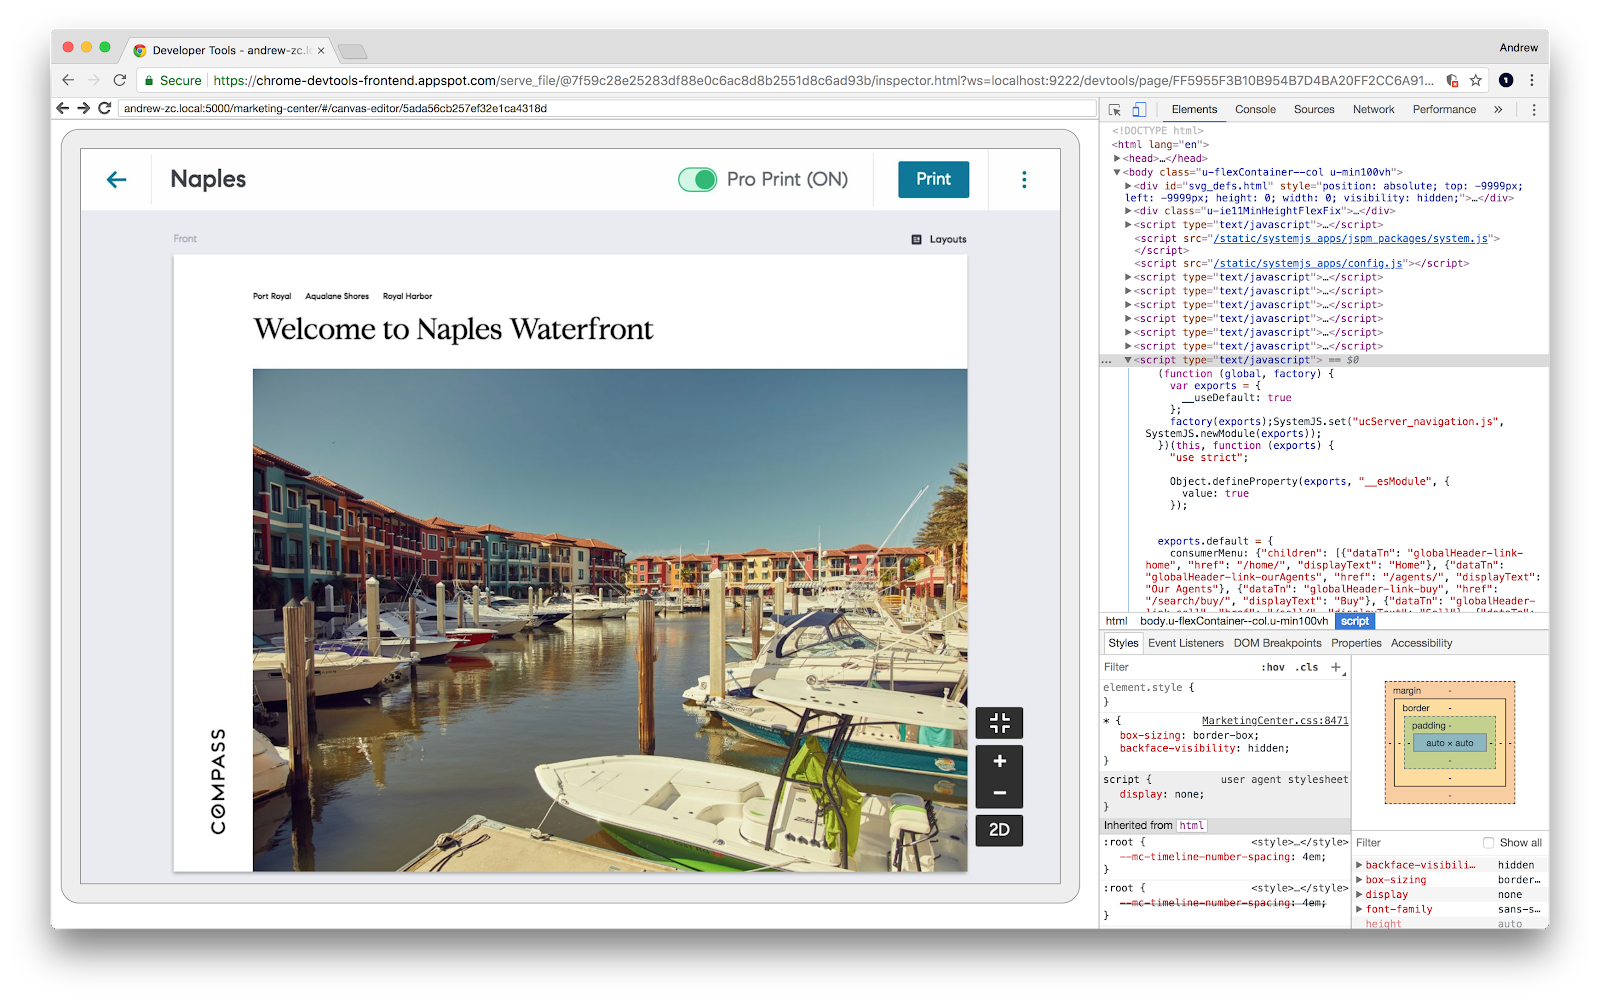 Developer Tools - andrew-zc.lo
Andrew
Secure
https://chrome-devtools-frontend.appspot.com/serve_file/@7f59c28e25283df88e0c6ac8d8b2551d8c6ad93b/inspector.html?ws=localhost:9222/devtools/page/FF5955F3B10B954B7D4BA20FF2CC6A91...
andrew-zc.local:5000/marketing-center/#/canvas-editor/5ada56cb257ef32e1ca4318d
Elements Console Sources Network Performance »
Naples
Pro Print (ON)
Print
Front
Layouts
Port Royal Aqualane Shores Royal Harbor
Welcome to Naples Waterfront
COMPASS
+
−
2D
<!DOCTYPE html>
<html lang="en">
<head>…</head>
<body class="u-flexContainer--col u-min100vh">
<div id="svg_defs.html" style="position: absolute; top: -9999px;
left: -9999px; height: 0; width: 0; visibility: hidden;">…</div>
<div class="u-ie11MinHeightFlexFix">…</div>
<script type="text/javascript">…</script>
<script src="/static/systemjs_apps/jspm_packages/system.js">
</script>
<script src="/static/systemjs_apps/config.js"></script>
<script type="text/javascript">…</script>
<script type="text/javascript">…</script>
<script type="text/javascript">…</script>
<script type="text/javascript">…</script>
<script type="text/javascript">…</script>
<script type="text/javascript">…</script>
... <script type="text/javascript"> == $0
(function (global, factory) {
var exports = {
__useDefault: true
};
factory(exports);SystemJS.set("ucServer_navigation.js",
SystemJS.newModule(exports));
})(this, function (exports) {
"use strict";
Object.defineProperty(exports, "__esModule", {
value: true
});
exports.default = {
consumerMenu: {"children": [{"dataTn": "globalHeader-link-
home", "href": "/home/", "displayText": "Home"}, {"dataTn":
"globalHeader-link-ourAgents", "href": "/agents/", "displayText":
"Our Agents"}, {"dataTn": "globalHeader-link-buy", "href":
"/search/buy/", "displayText": "Buy"}, {"dataTn": "globalHeader-
html body.u-flexContainer--col.u-min100vh script
Styles Event Listeners DOM Breakpoints Properties Accessibility
Filter :hov .cls +
element.style {
}
* { MarketingCenter.css:8471
box-sizing: border-box;
backface-visibility: hidden;
}
script { user agent stylesheet
display: none;
}
Inherited from html
:root { <style>…</style>
--mc-timeline-number-spacing: 4em;
}
:root { <style>…</style>
--mc-timeline-number-spacing: 4em;
}
margin -
border -
padding -
- - - auto × auto - - -
-
-
-
Filter Show all
backface-visibili… hidden
box-sizing border…
display none
font-family sans-s…
height auto